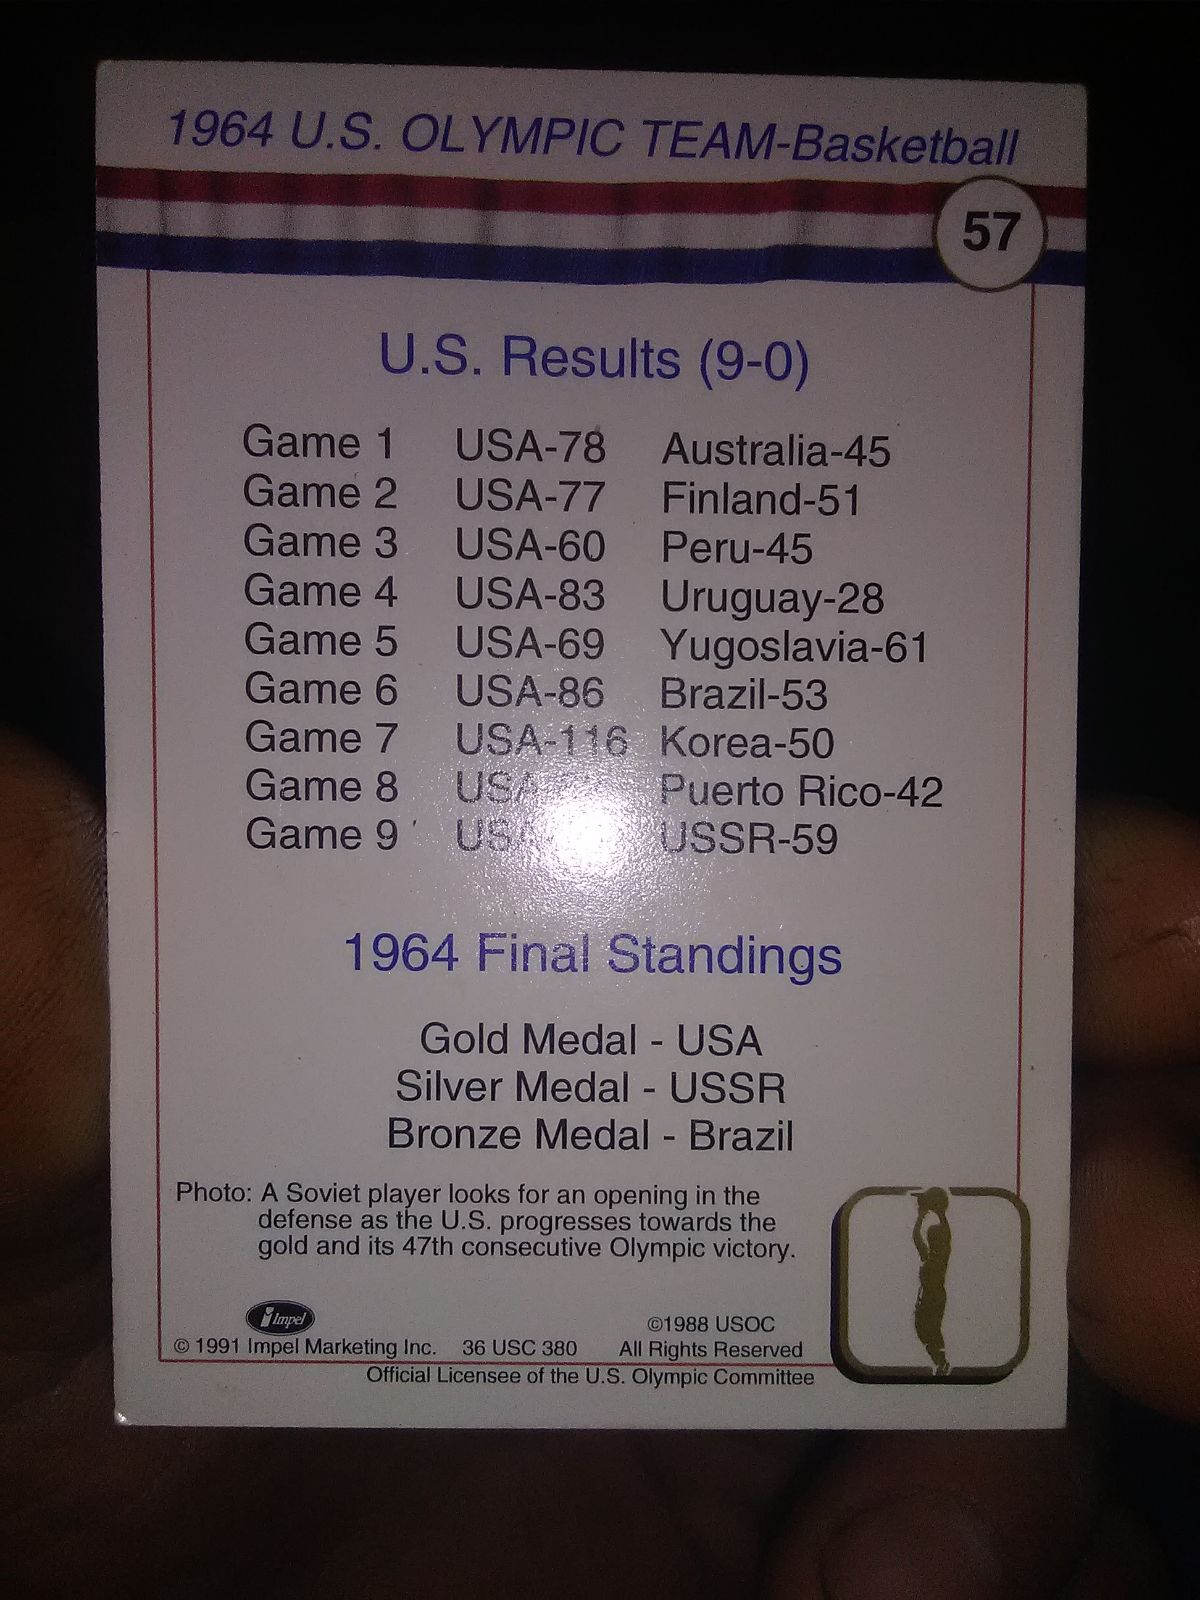 1964 U.S. OLYMPIC TEAM-Basketball
57
U.S. Results (9-0)
Game 1 USA-78 Australia-45
Game 2 USA-77 Finland-51
Game 3 USA-60 Peru-45
Game 4 USA-83 Uruguay-28
Game 5 USA-69 Yugoslavia-61
Game 6 USA-86 Brazil-53
Game 7 USA-116 Korea-50
Game 8 Puerto Rico-42
Game 9 USSR-59
1964 Final Standings
Gold Medal - USA
Silver Medal - USSR
Bronze Medal - Brazil
Photo: A Soviet player looks for an opening in the
defense as the U.S. progresses towards the
gold and its 47th consecutive Olympic victory.
Impel
©1988 USOC
© 1991 Impel Marketing Inc. 36 USC 380 All Rights Reserved
Official Licensee of the U.S. Olympic Committee